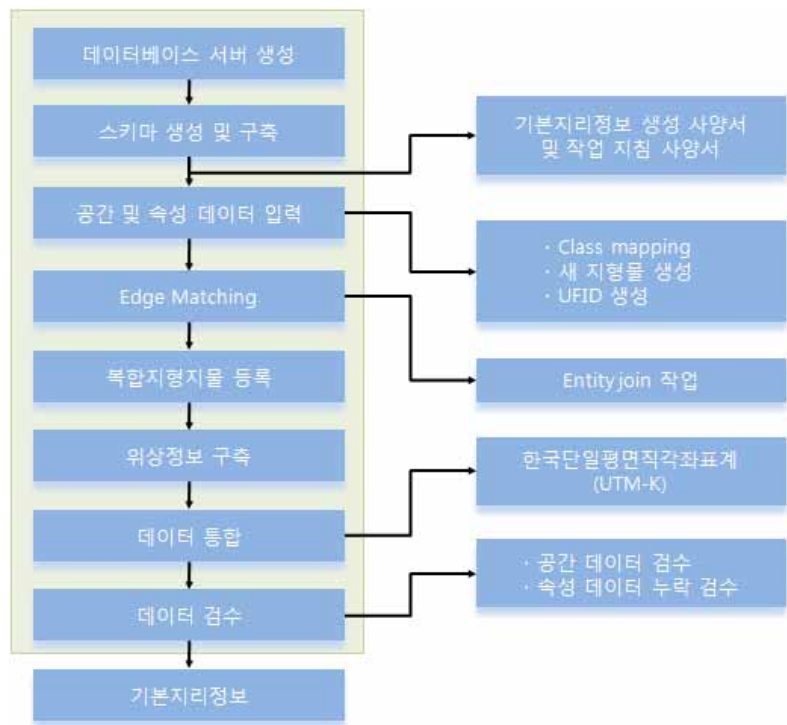 데이터베이스 서버 생성
스키마 생성 및 구축
기본지리정보 생성 사양서
및 작업 지침 사양서
공간 및 속성 데이터 입력
· Class mapping
· 새 지형물 생성
· UFID 생성
Edge Matching
Entity join 작업
복합지형지물 등록
위상정보 구축
한국단일평면직각좌표계
(UTM-K)
데이터 통합
· 공간 데이터 검수
· 속성 데이터 누락 검수
데이터 검수
기본지리정보